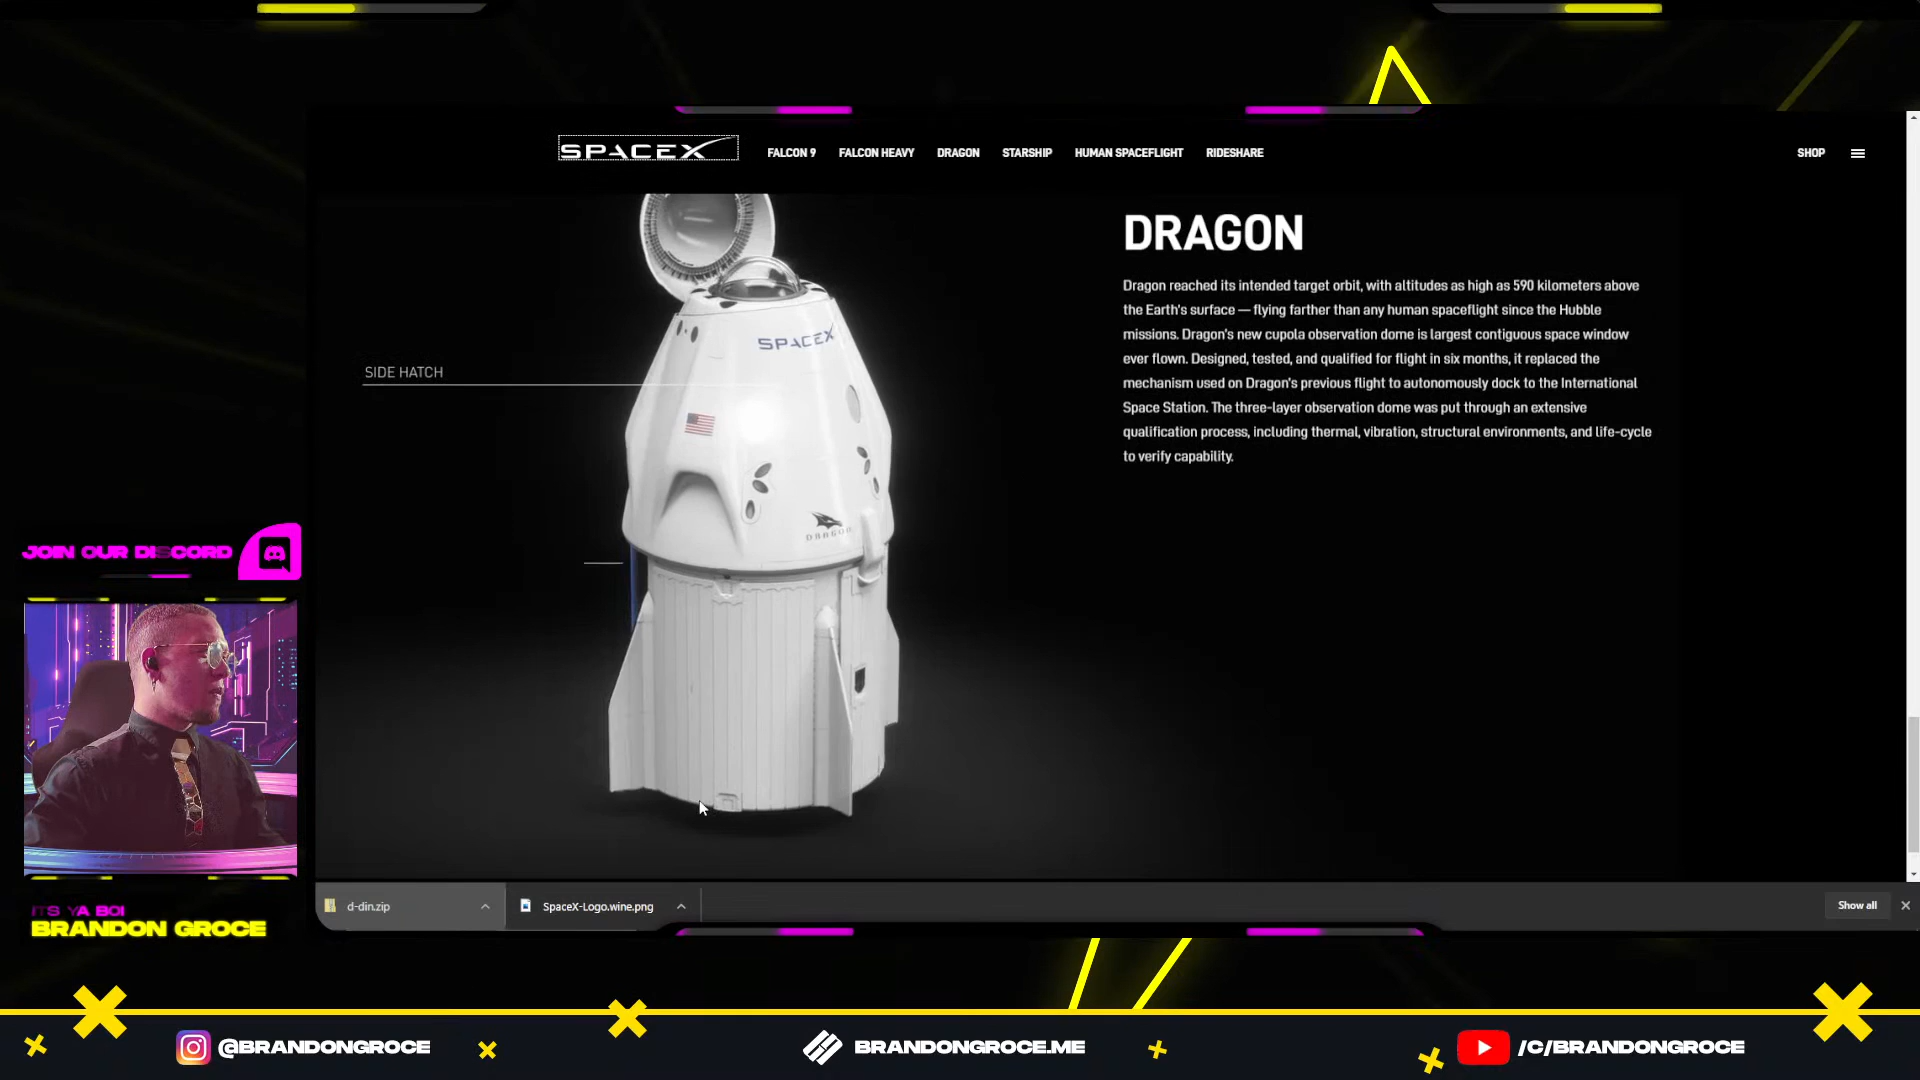 SPACEX
FALCON 9
FALCON HEAVY
DRAGON
STARSHIP
HUMAN SPACEFLIGHT
RIDESHARE
SHOP
DRAGON
Dragon reached its intended target orbit, with altitudes as high as 590 kilometers above
the Earth's surface — flying farther than any human spaceflight since the Hubble
missions. Dragon's new cupola observation dome is largest contiguous space window
ever flown. Designed, tested, and qualified for flight in six months, it replaced the
mechanism used on Dragon's previous flight to autonomously dock to the International
Space Station. The three-layer observation dome was put through an extensive
qualification process, including thermal, vibration, structural environments, and life-cycle
to verify capability.
SPACEX
SIDE HATCH
DRAGON
JOIN OUR DISCORD
IT'S YA BOI
BRANDON GROCE
d-din.zip
SpaceX-Logo.wine.png
Show all
@BRANDONGROCE
BRANDONGROCE.ME
/C/BRANDONGROCE